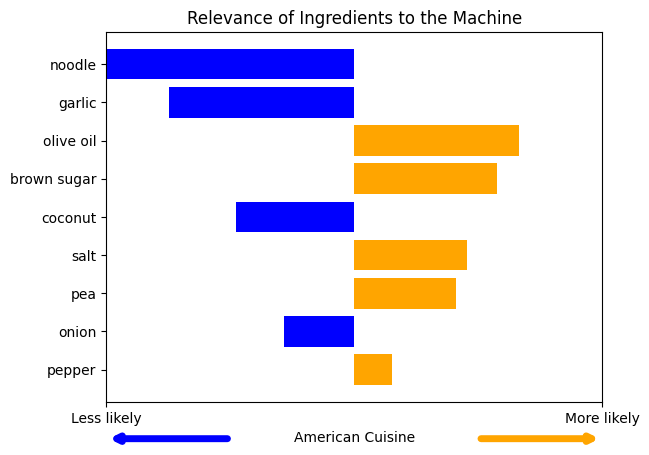 Relevance of Ingredients to the Machine
noodle
garlic
olive oil
brown sugar
coconut
salt
pea
onion
pepper
Less likely
More likely
American Cuisine